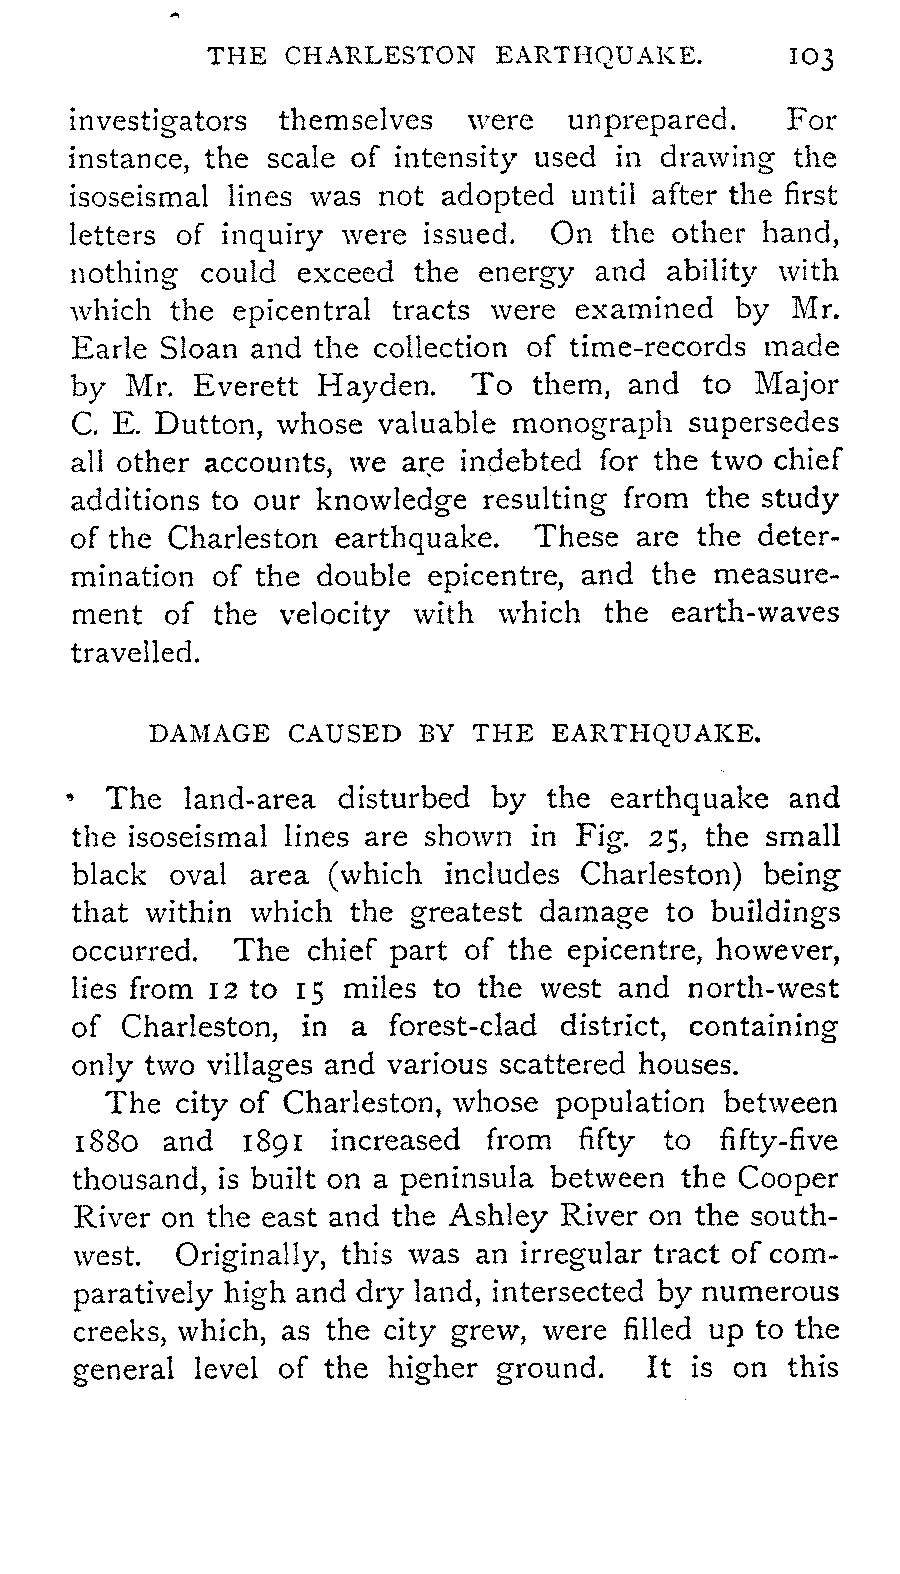 THE CHARLESTON EARTHQUAKE. 103
investigators themselves were unprepared. For
instance, the scale of intensity used in drawing the
isoseismal lines was not adopted until after the first
letters of inquiry were issued. On the other hand,
nothing could exceed the energy and ability with
which the epicentral tracts were examined by Mr.
Earle Sloan and the collection of time-records made
by Mr. Everett Hayden. To them, and to Major
C. E. Dutton, whose valuable monograph supersedes
all other accounts, we are indebted for the two chief
additions to our knowledge resulting from the study
of the Charleston earthquake. These are the deter-
mination of the double epicentre, and the measure-
ment of the velocity with which the earth-waves
travelled.
DAMAGE CAUSED BY THE EARTHQUAKE.
The land-area disturbed by the earthquake and
the isoseismal lines are shown in Fig. 25, the small
black oval area (which includes Charleston) being
that within which the greatest damage to buildings
occurred. The chief part of the epicentre, however,
lies from 12 to 15 miles to the west and north-west
of Charleston, in a forest-clad district, containing
only two villages and various scattered houses.
The city of Charleston, whose population between
1880 and 1891 increased from fifty to fifty-five
thousand, is built on a peninsula between the Cooper
River on the east and the Ashley River on the south-
west. Originally, this was an irregular tract of com-
paratively high and dry land, intersected by numerous
creeks, which, as the city grew, were filled up to the
general level of the higher ground. It is on this